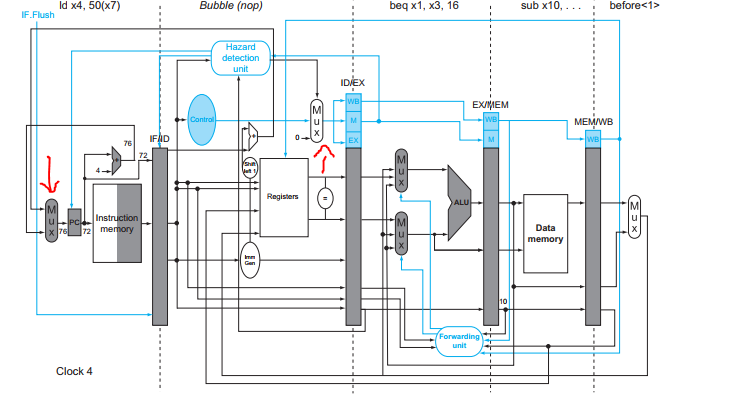 ld x4, 50(x7)
Bubble (nop)
beq x1, x3, 16
sub x10, . . .
before<1>
IF.Flush
Hazard
detection
unit
ID/EX
WB
EX/MEM
M
u
x
Control
M
WB
MEM/WB
+
0
EX
M
WB
76
IF/ID
+
72
4
Shift
left 1
M
u
x
M
u
x
PC
Instruction
memory
Registers
=
ALU
M
u
x
76
72
M
u
x
Data
memory
Imm
Gen
10
Forwarding
unit
Clock 4